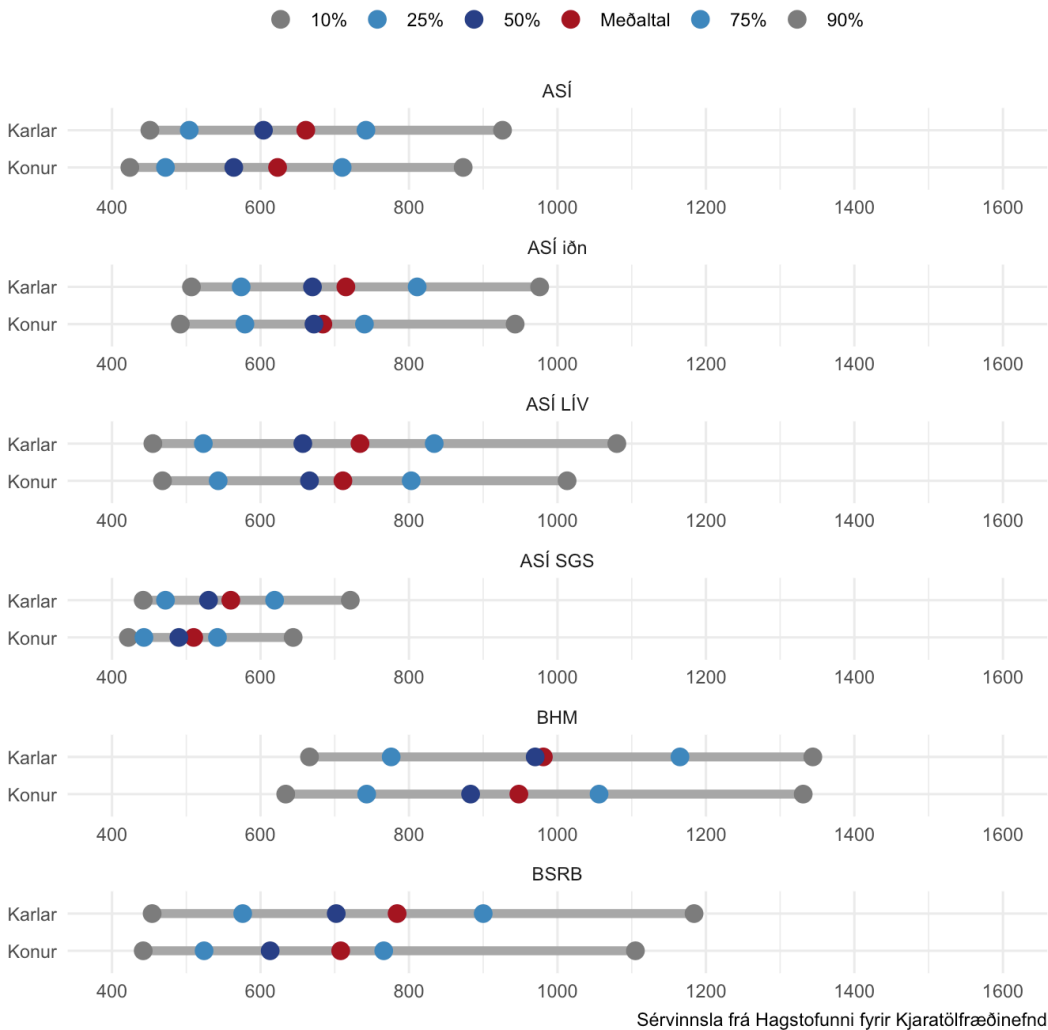 10% 25% 50% Meðaltal 75% 90%
ASÍ
Karlar
Konur
400 600 800 1000 1200 1400 1600
ASÍ iðn
Karlar
Konur
400 600 800 1000 1200 1400 1600
ASÍ LÍV
Karlar
Konur
400 600 800 1000 1200 1400 1600
ASÍ SGS
Karlar
Konur
400 600 800 1000 1200 1400 1600
BHM
Karlar
Konur
400 600 800 1000 1200 1400 1600
BSRB
Karlar
Konur
400 600 800 1000 1200 1400 1600
Sérvinnsla frá Hagstofunni fyrir Kjaratölfræðinefnd